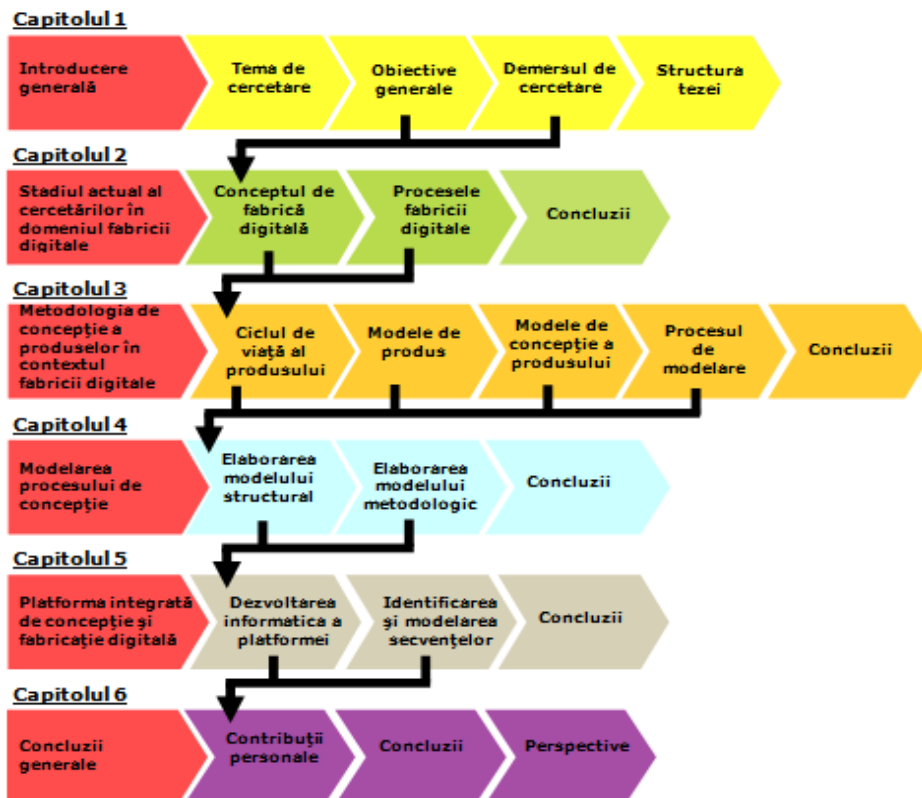 Capitolul 1
Introducere
generală
Tema de
cercetare
Obiective
generale
Demersul de
cercetare
Structura
tezei
Capitolul 2
Stadiul actual al
cercetărilor în
domeniul fabricii
digitale
Conceptul de
fabrică
digitală
Procesele
fabricii
digitale
Concluzii
Capitolul 3
Metodologia de
concepţie a
produselor în
contextul
fabricii digitale
Ciclul de
viaţă al
produsului
Modele de
produs
Modele de
concepţie a
produsului
Procesul
de
modelare
Concluzii
Capitolul 4
Modelarea
procesului de
concepţie
Elaborarea
modelului
structural
Elaborarea
modelului
metodologic
Concluzii
Capitolul 5
Platforma integrată
de concepţie şi
fabricaţie digitală
Dezvoltarea
informatica a
platformei
Identificarea
şi modelarea
secvenţelor
Concluzii
Capitolul 6
Concluzii
generale
Contribuţii
personale
Concluzii
Perspective